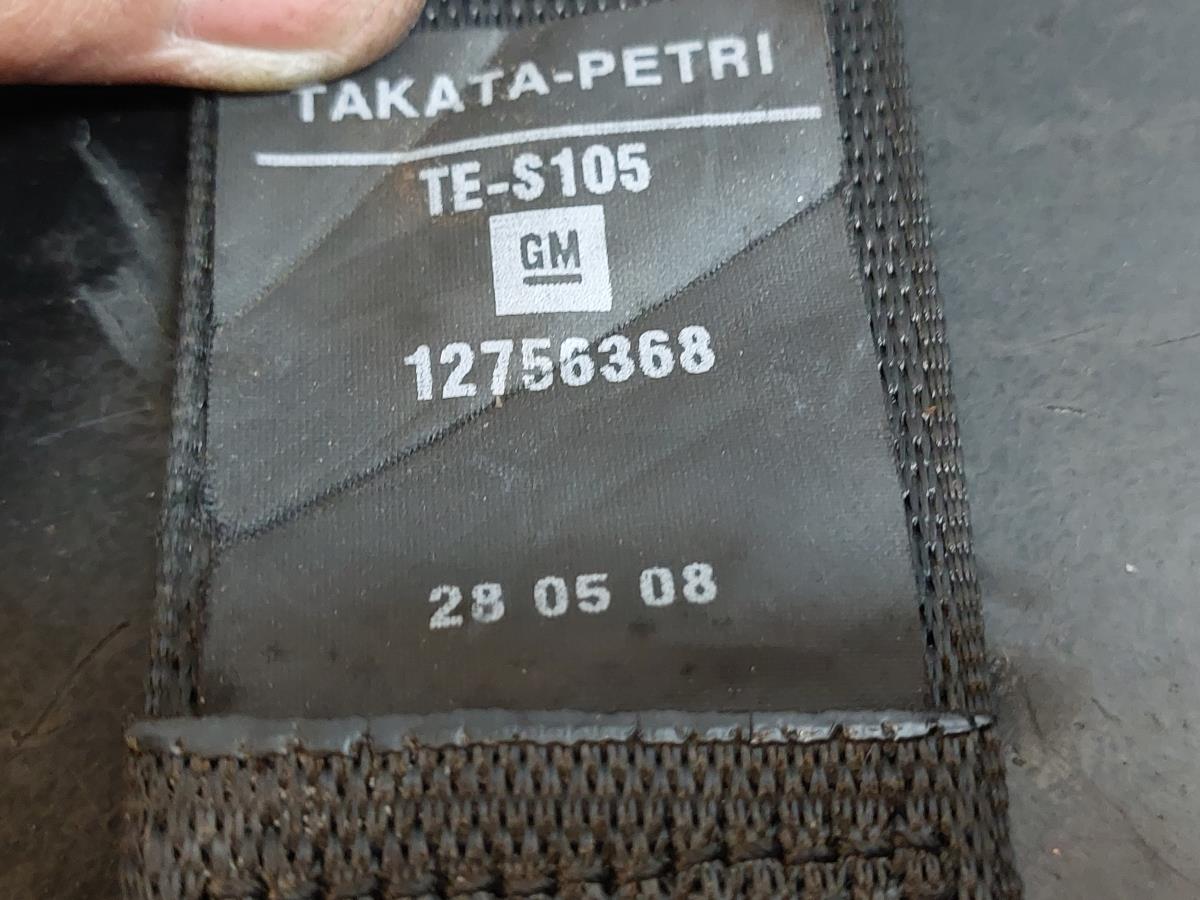 TAKATA-PETRI
TE-S105
GM
12756368
28 05 08